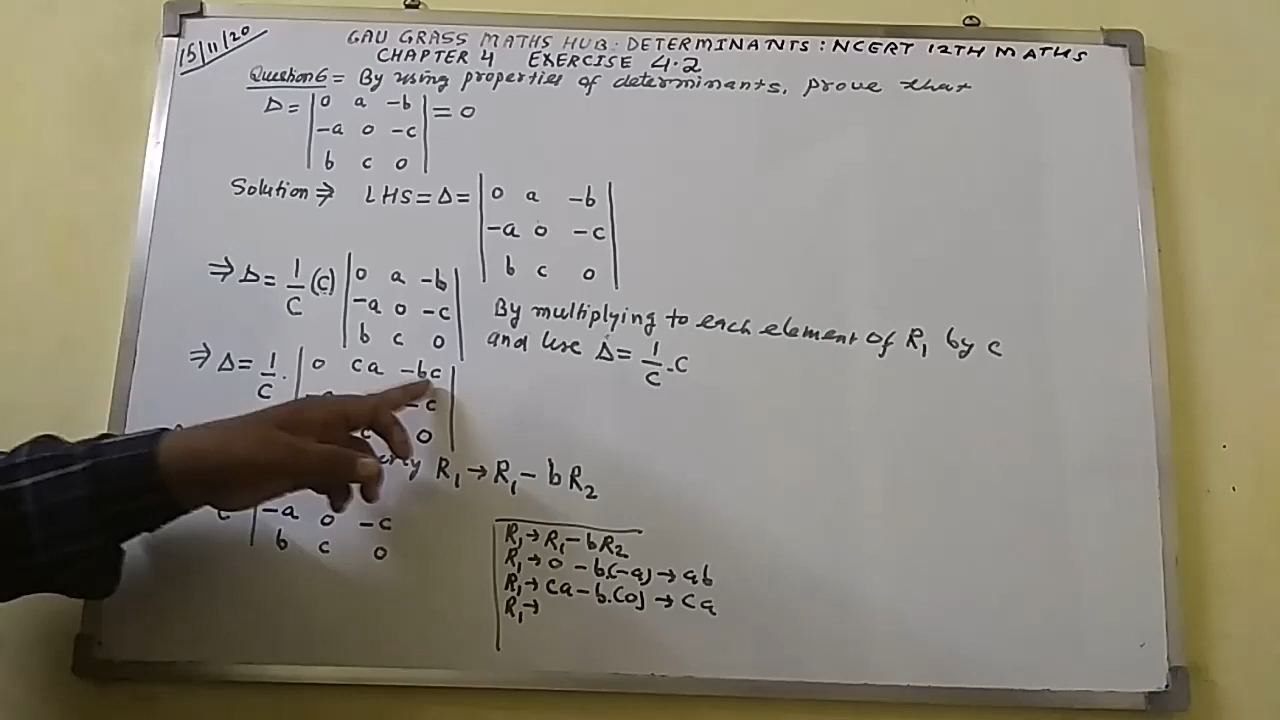 15/11/20
GAU GRASS MATHS HUB. DETERMINANTS : NCERT 12TH MATHS
CHAPTER 4 EXERCISE 4.2
Question 6 = By using properties of determinants, prove that
Δ = | 0 a -b | = 0
| -a 0 -c |
| b c 0 |
Solution ⇒ LHS = Δ = | 0 a -b |
| -a 0 -c |
| b c 0 |
⇒ Δ = 1/C (C) | 0 a -b |
| -a 0 -c |
| b c 0 |
By multiplying to each element of R₁ by c
and use Δ = 1/C . C
⇒ Δ = 1/C . | 0 ca -bc |
-c |
c 0 |
R₁ → R₁ - bR₂
| -a 0 -c
b c 0
R₁ → R₁ - bR₂
R₁ → 0 - b(-a) → ab
R₁ → ca - b.(0) → ca
R₁ →